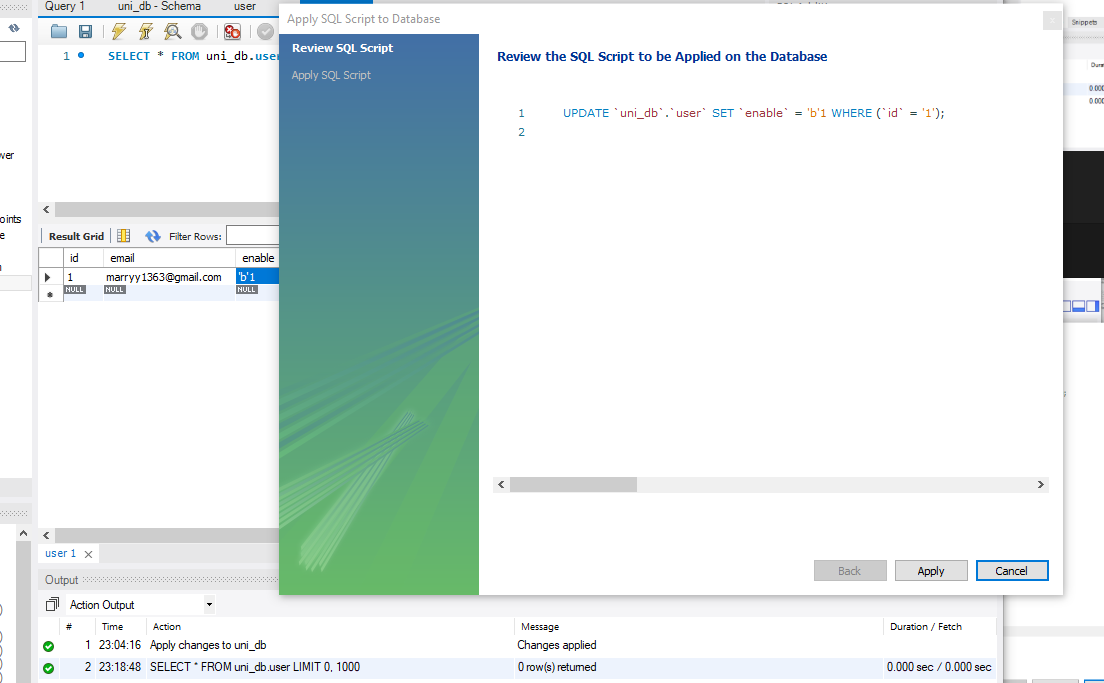 Query 1 uni_db - Schema user
Apply SQL Script to Database
Snippets
1 SELECT * FROM uni_db.use
Review SQL Script
Apply SQL Script
Review the SQL Script to be Applied on the Database
1 UPDATE `uni_db`.`user` SET `enable` = 'b'1 WHERE (`id` = '1');
2
Result Grid Filter Rows:
id email enable
1 marryy1363@gmail.com 'b'1
NULL NULL NULL
user 1
Back Apply Cancel
Output
Action Output
# Time Action Message Duration / Fetch
1 23:04:16 Apply changes to uni_db Changes applied
2 23:18:48 SELECT * FROM uni_db.user LIMIT 0, 1000 0 row(s) returned 0.000 sec / 0.000 sec